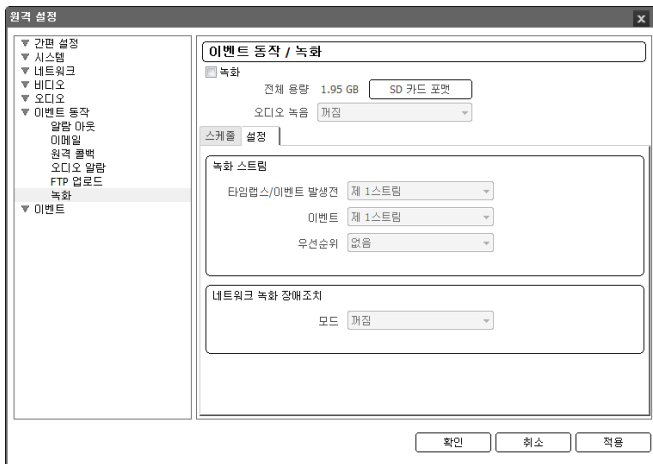 원격 설정
간편 설정
시스템
네트워크
비디오
오디오
이벤트 동작
알람 아웃
이메일
원격 콜백
오디오 알람
FTP 업로드
녹화
이벤트
이벤트 동작 / 녹화
녹화
전체 용량 1.95 GB SD 카드 포맷
오디오 녹음 꺼짐
스케줄 설정
녹화 스트림
타임랩스/이벤트 발생전 제 1스트림
이벤트 제 1스트림
우선순위 없음
네트워크 녹화 장애조치
모드 꺼짐
확인 취소 적용